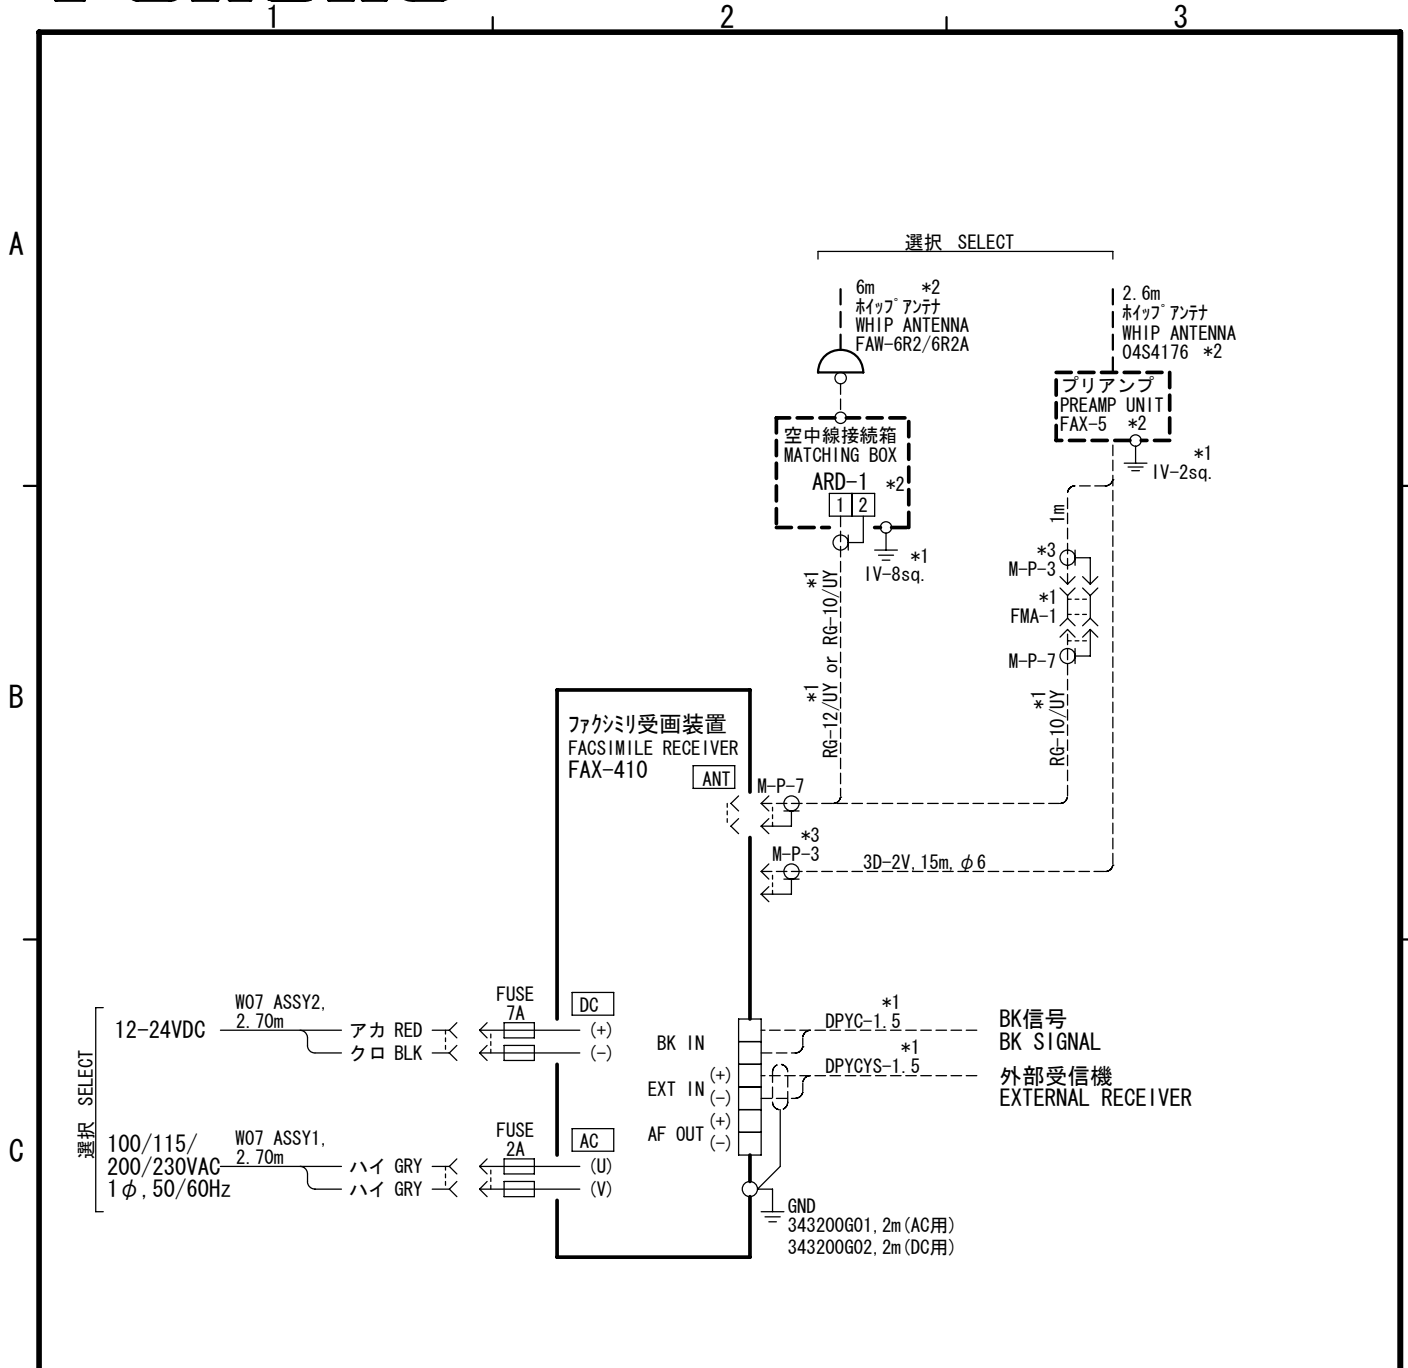 1 2 3
A
選択 SELECT
6m *2
ホイップアンテナ
WHIP ANTENNA
FAW-6R2/6R2A
2.6m
ホイップアンテナ
WHIP ANTENNA
04S4176 *2
プリアンプ
PREAMP UNIT
FAX-5 *2
*1
IV-2sq.
空中線接続箱
MATCHING BOX
ARD-1 *2
1 2
*1
IV-8sq.
1m
*3
M-P-3
*1
FMA-1
M-P-7
*1
RG-10/UY
*1 *1
RG-12/UY or RG-10/UY
B
ファクシミリ受画装置
FACSIMILE RECEIVER
FAX-410
ANT
M-P-7
*3
M-P-3
3D-2V, 15m, φ6
C
選択 SELECT
12-24VDC
W07 ASSY2,
2.70m
アカ RED
クロ BLK
FUSE
7A
DC
(+)
(-)
100/115/
200/230VAC
1φ, 50/60Hz
W07 ASSY1,
2.70m
ハイ GRY
ハイ GRY
FUSE
2A
AC
(U)
(V)
BK IN
EXT IN (+)
(-)
AF OUT (+)
(-)
*1
DPYC-1.5
*1
DPYCYS-1.5
BK信号
BK SIGNAL
外部受信機
EXTERNAL RECEIVER
GND
343200G01, 2m(AC用)
343200G02, 2m(DC用)